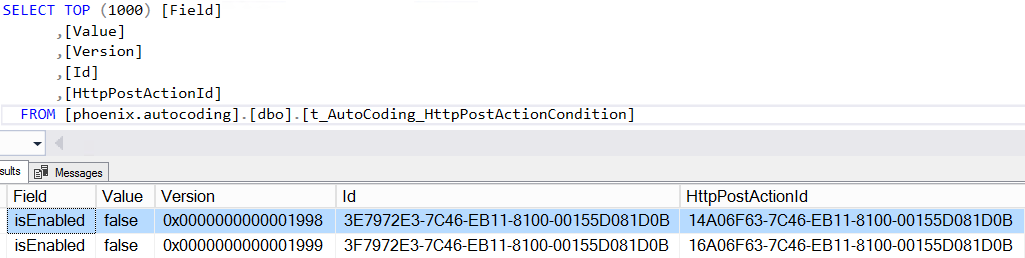 SELECT TOP (1000) [Field]
,[Value]
,[Version]
,[Id]
,[HttpPostActionId]
FROM [phoenix.autocoding].[dbo].[t_AutoCoding_HttpPostActionCondition]
sults Messages
Field Value Version Id HttpPostActionId
isEnabled false 0x0000000000001998 3E7972E3-7C46-EB11-8100-00155D081D0B 14A06F63-7C46-EB11-8100-00155D081D0B
isEnabled false 0x0000000000001999 3F7972E3-7C46-EB11-8100-00155D081D0B 16A06F63-7C46-EB11-8100-00155D081D0B